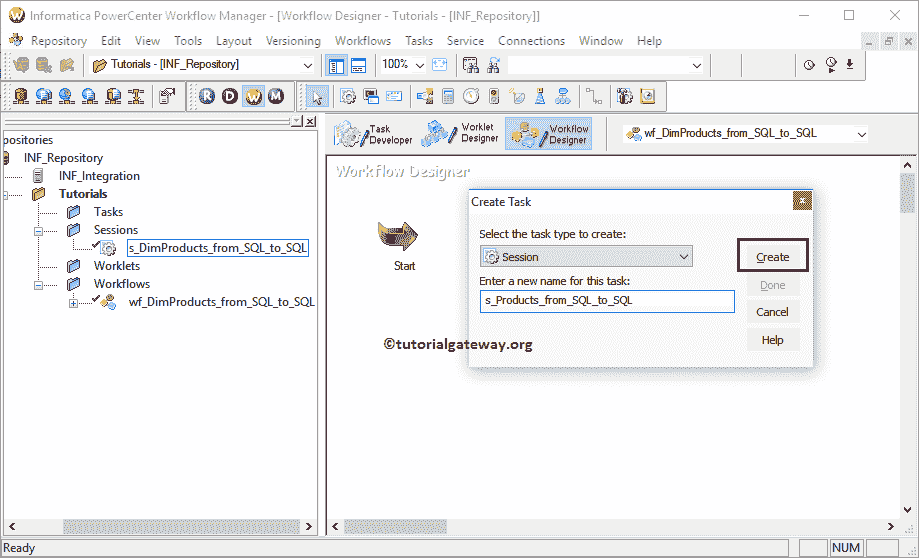 Informatica PowerCenter Workflow Manager - [Workflow Designer - Tutorials - [INF_Repository]]
Repository Edit View Tools Layout Versioning Workflows Tasks Service Connections Window Help
Tutorials - [INF_Repository] 100%
R D W M
positories
INF_Repository
INF_Integration
Tutorials
Tasks
Sessions
s_DimProducts_from_SQL_to_SQL
Worklets
Workflows
wf_DimProducts_from_SQL_to_SQL
Task Developer
Worklet Designer
Workflow Designer
wf_DimProducts_from_SQL_to_SQL
Workflow Designer
Start
Create Task
Select the task type to create:
Session
Enter a new name for this task:
s_Products_from_SQL_to_SQL
Create
Done
Cancel
Help
©tutorialgateway.org
Ready NUM